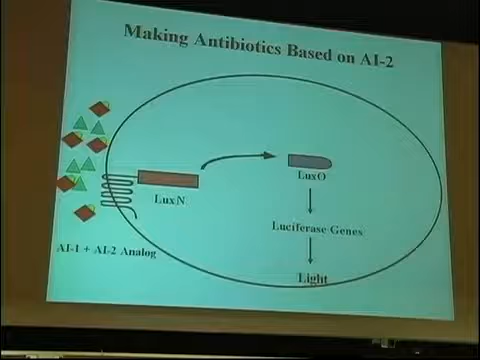 Making Antibiotics Based on AI-2
LuxO
LuxN
Luciferase Genes
AI-1 + AI-2 Analog
Light